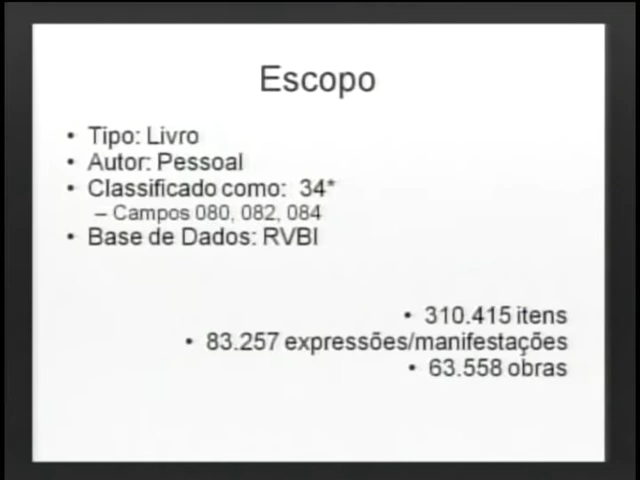 Escopo
• Tipo: Livro
• Autor: Pessoal
• Classificado como: 34*
– Campos 080, 082, 084
• Base de Dados: RVBI
• 310.415 itens
• 83.257 expressões/manifestações
• 63.558 obras